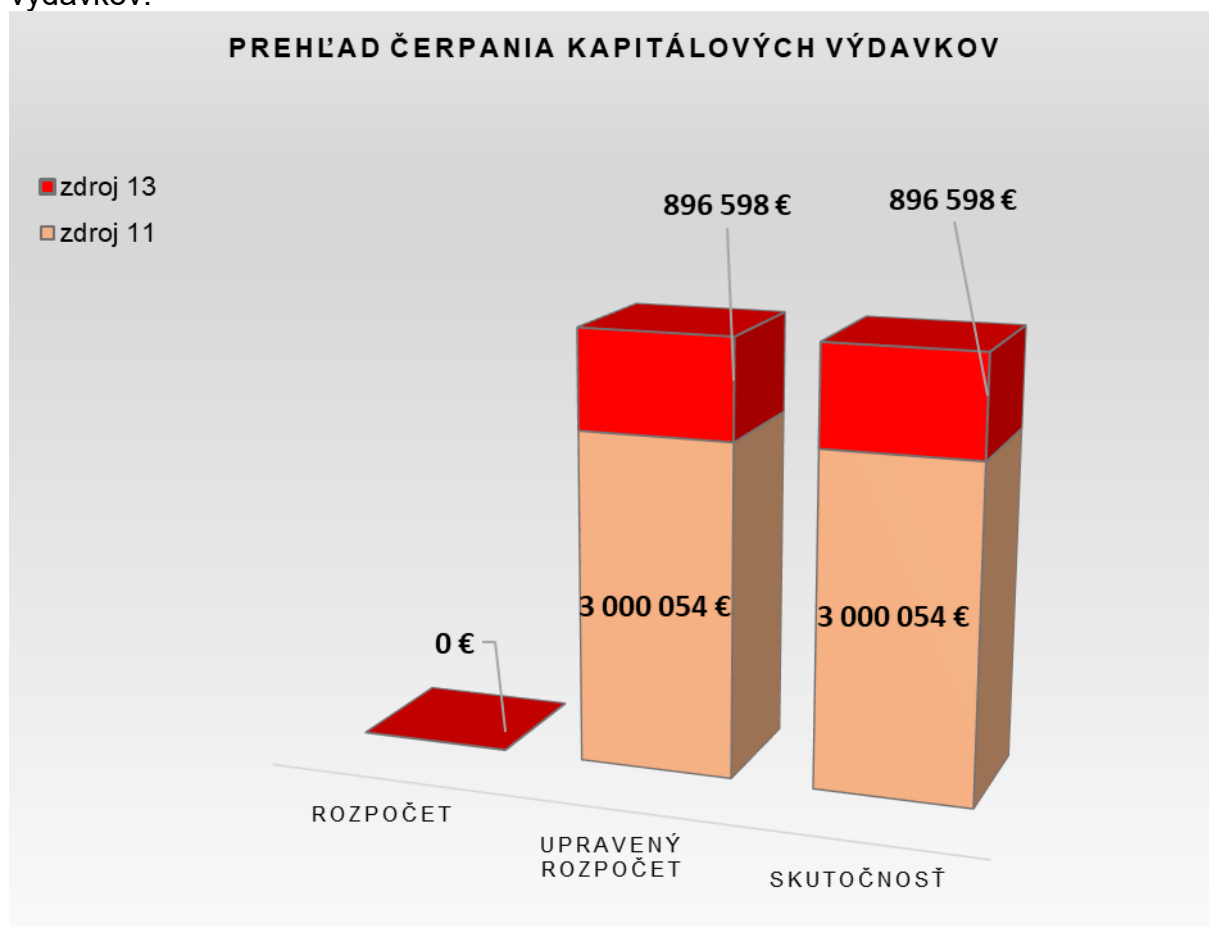 výdavkov.
PREHĽAD ČERPANIA KAPITÁLOVÝCH VÝDAVKOV
zdroj 13
zdroj 11
896 598 €
896 598 €
3 000 054 €
3 000 054 €
0 €
ROZPOČET
UPRAVENÝ
ROZPOČET
SKUTOČNOSŤ